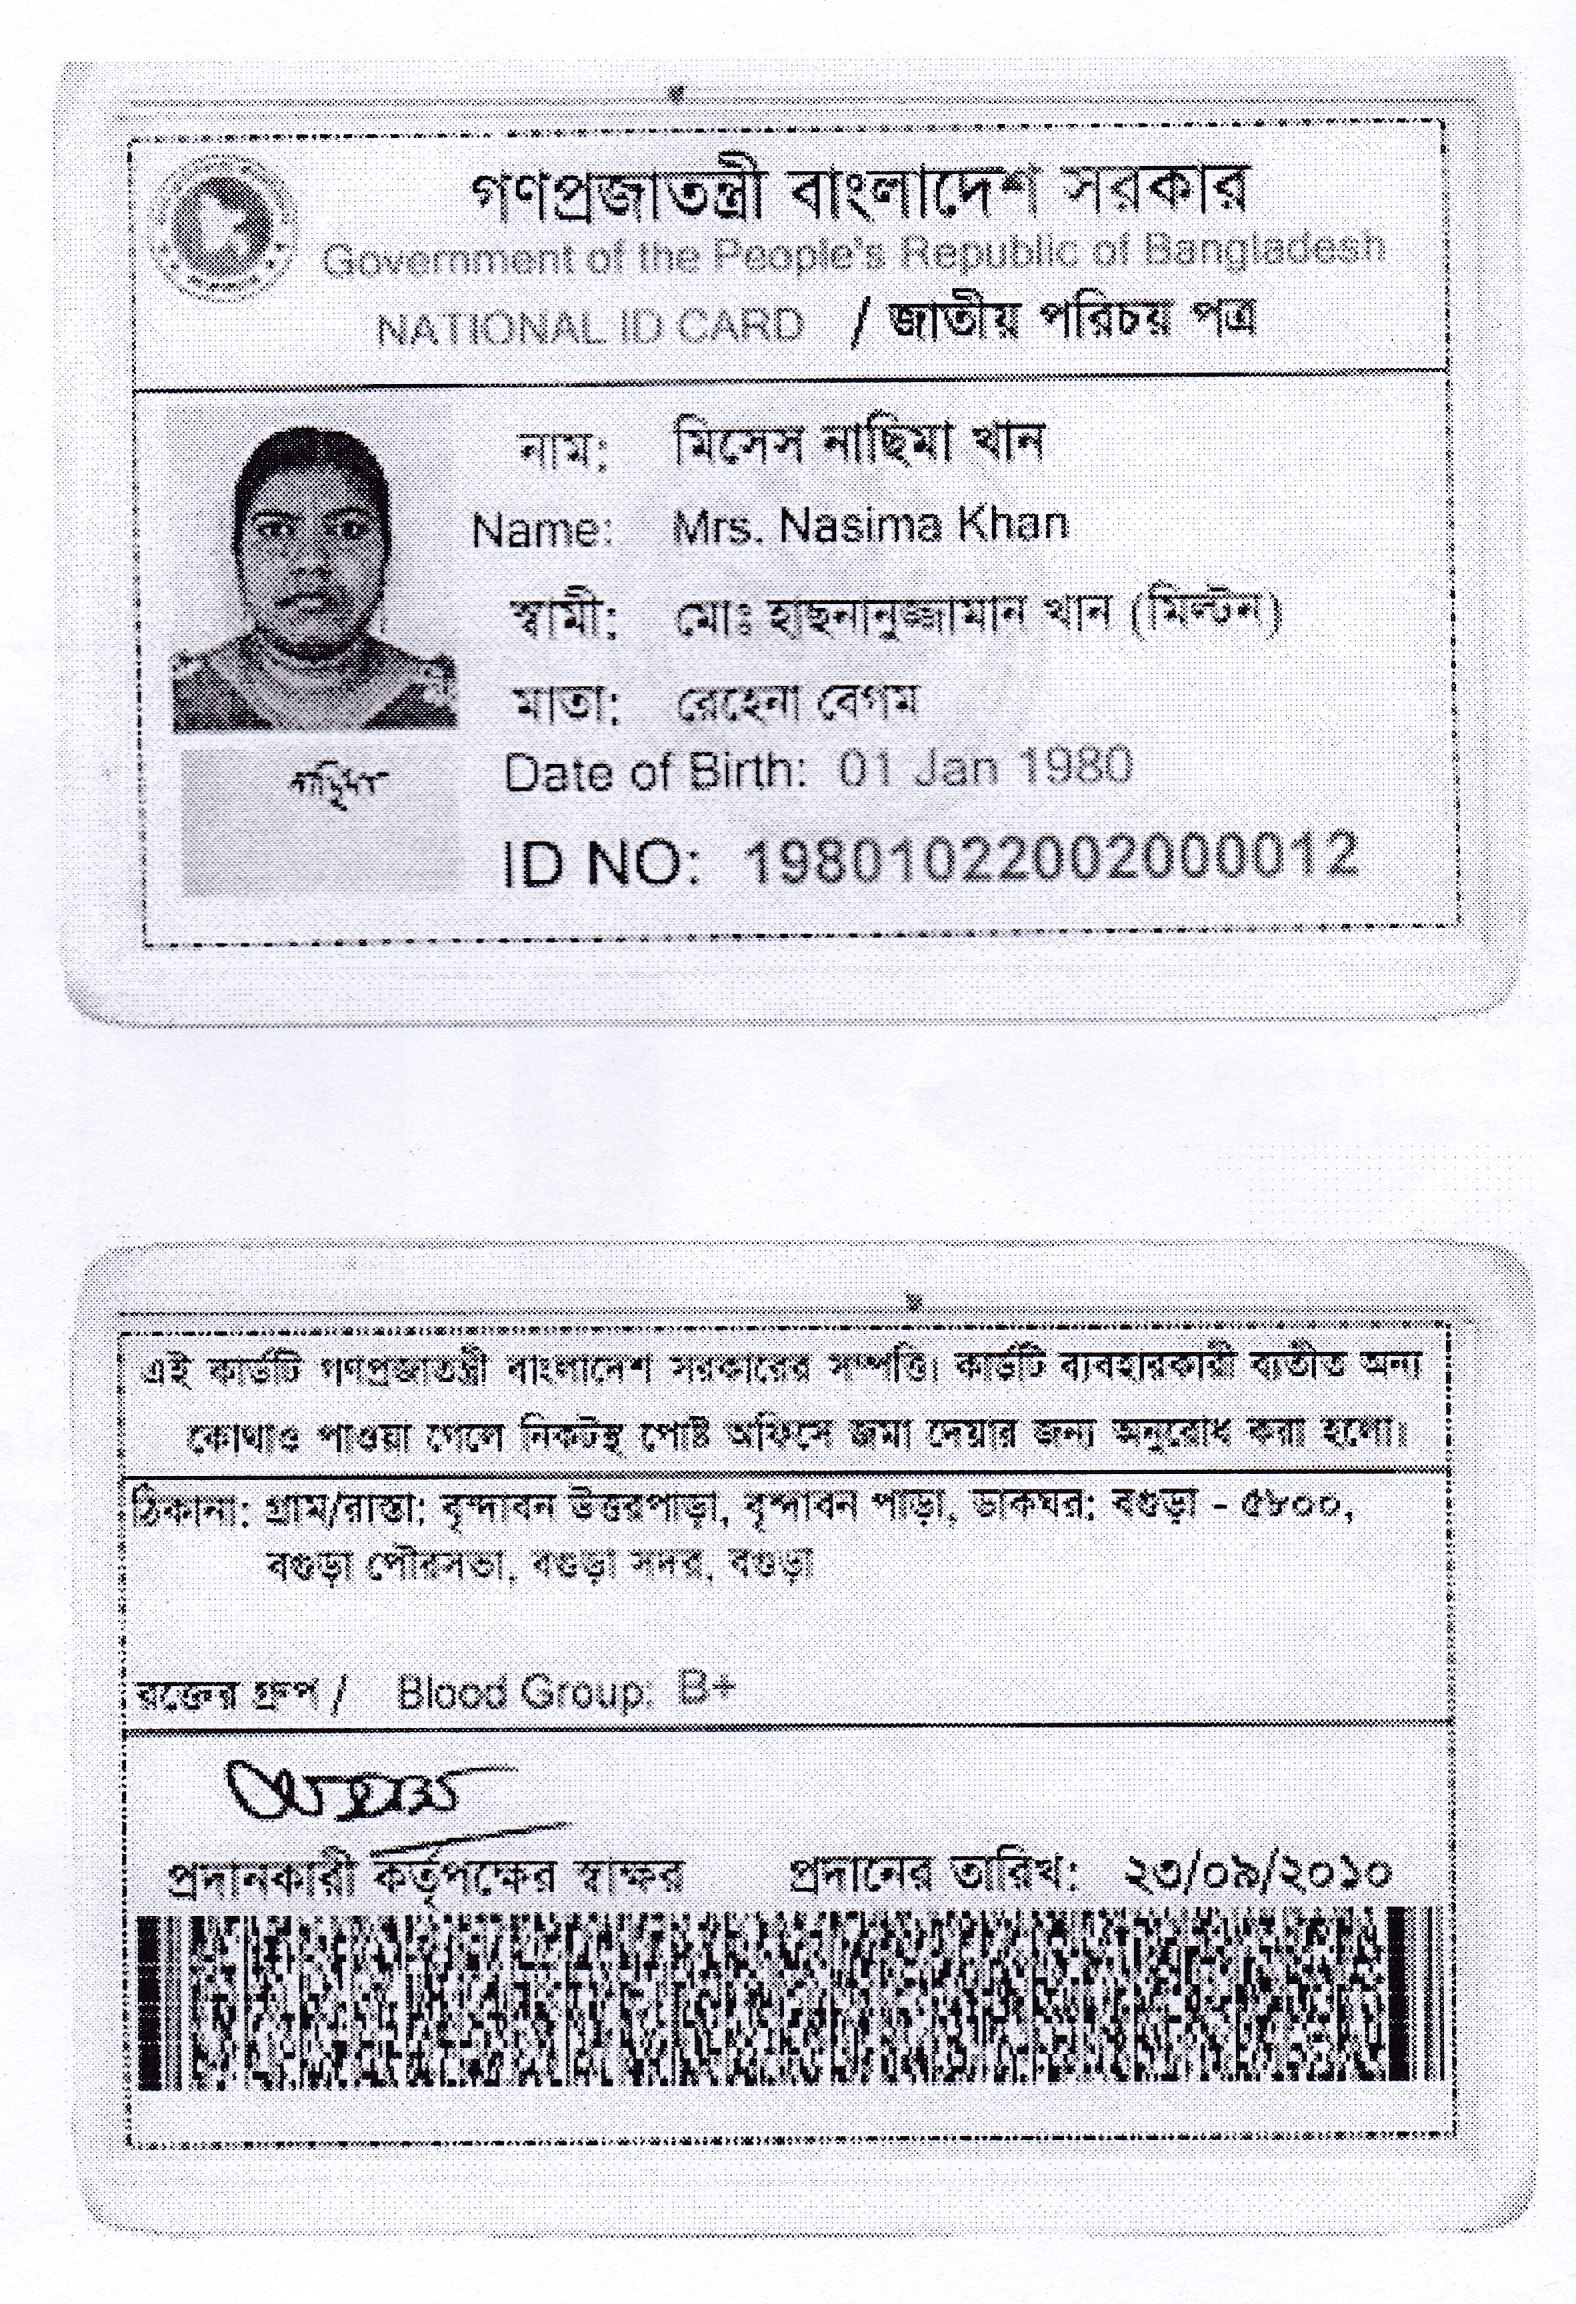 গণপ্রজাতন্ত্রী বাংলাদেশ সরকার
Government of the People's Republic of Bangladesh
NATIONAL ID CARD / জাতীয় পরিচয় পত্র
নাম: মিসেস নাছিমা খান
Name: Mrs. Nasima Khan
স্বামী: মোঃ হাছনানুজ্জামান খান (মিল্টন)
মাতা: রেহেনা বেগম
Date of Birth: 01 Jan 1980
ID NO: 19801022002000012
এই কার্ডটি গণপ্রজাতন্ত্রী বাংলাদেশ সরকারের সম্পত্তি। কার্ডটি ব্যবহারকারী ব্যতীত অন্য
কোথাও পাওয়া গেলে নিকটস্থ পোষ্ট অফিসে জমা দেয়ার জন্য অনুরোধ করা হলো।
ঠিকানা: গ্রাম/রাস্তা: বৃন্দাবন উত্তরপাড়া, বৃন্দাবন পাড়া, ডাকঘর: বগুড়া - ৫৮০০,
বগুড়া পৌরসভা, বগুড়া সদর, বগুড়া
রক্তের গ্রুপ / Blood Group: B+
প্রদানকারী কর্তৃপক্ষের স্বাক্ষর প্রদানের তারিখ: ২৩/০৯/২০১০